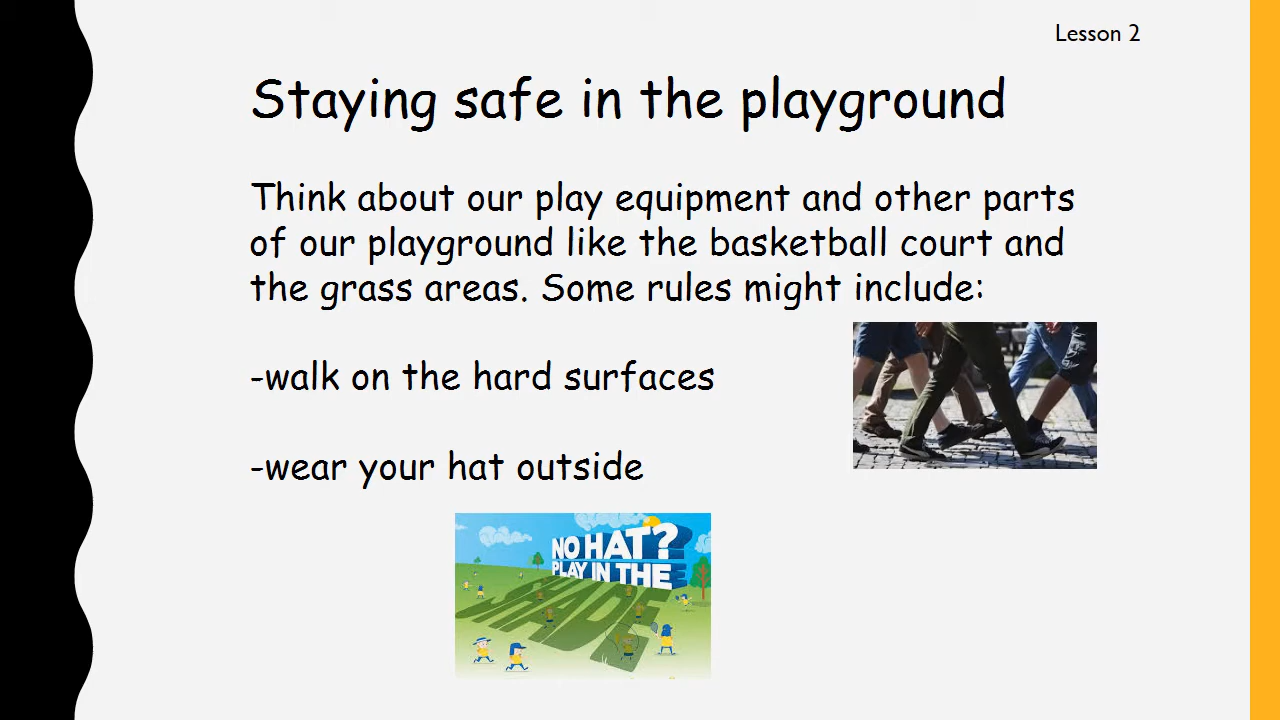 Lesson 2
Staying safe in the playground
Think about our play equipment and other parts
of our playground like the basketball court and
the grass areas. Some rules might include:
-walk on the hard surfaces
-wear your hat outside
NO HAT?
PLAY IN THE
SHADE